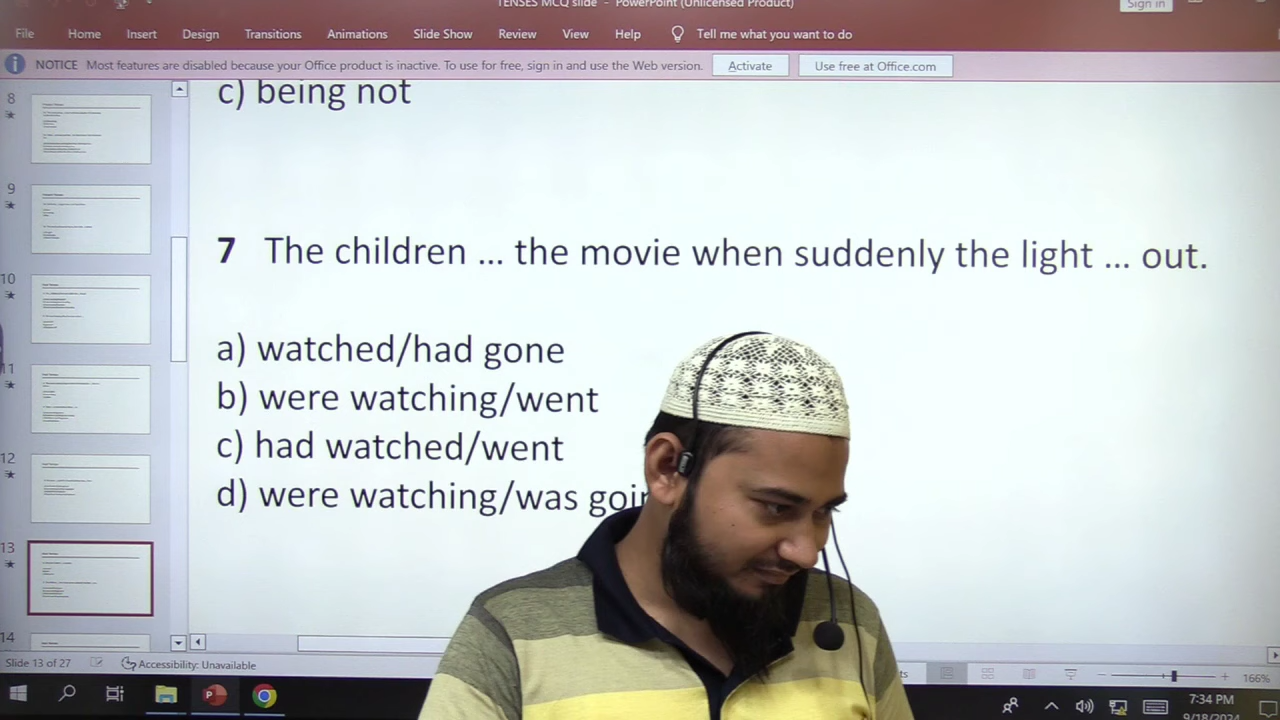 TENSES MCQ slide - PowerPoint (Unlicensed Product)
Sign in
File Home Insert Design Transitions Animations Slide Show Review View Help Tell me what you want to do
NOTICE Most features are disabled because your Office product is inactive. To use for free, sign in and use the Web version. Activate Use free at Office.com
8
9
10
11
12
13
14
c) being not
7 The children ... the movie when suddenly the light ... out.
a) watched/had gone
b) were watching/went
c) had watched/went
d) were watching/was
Slide 13 of 27 Accessibility: Unavailable
166%
7:34 PM